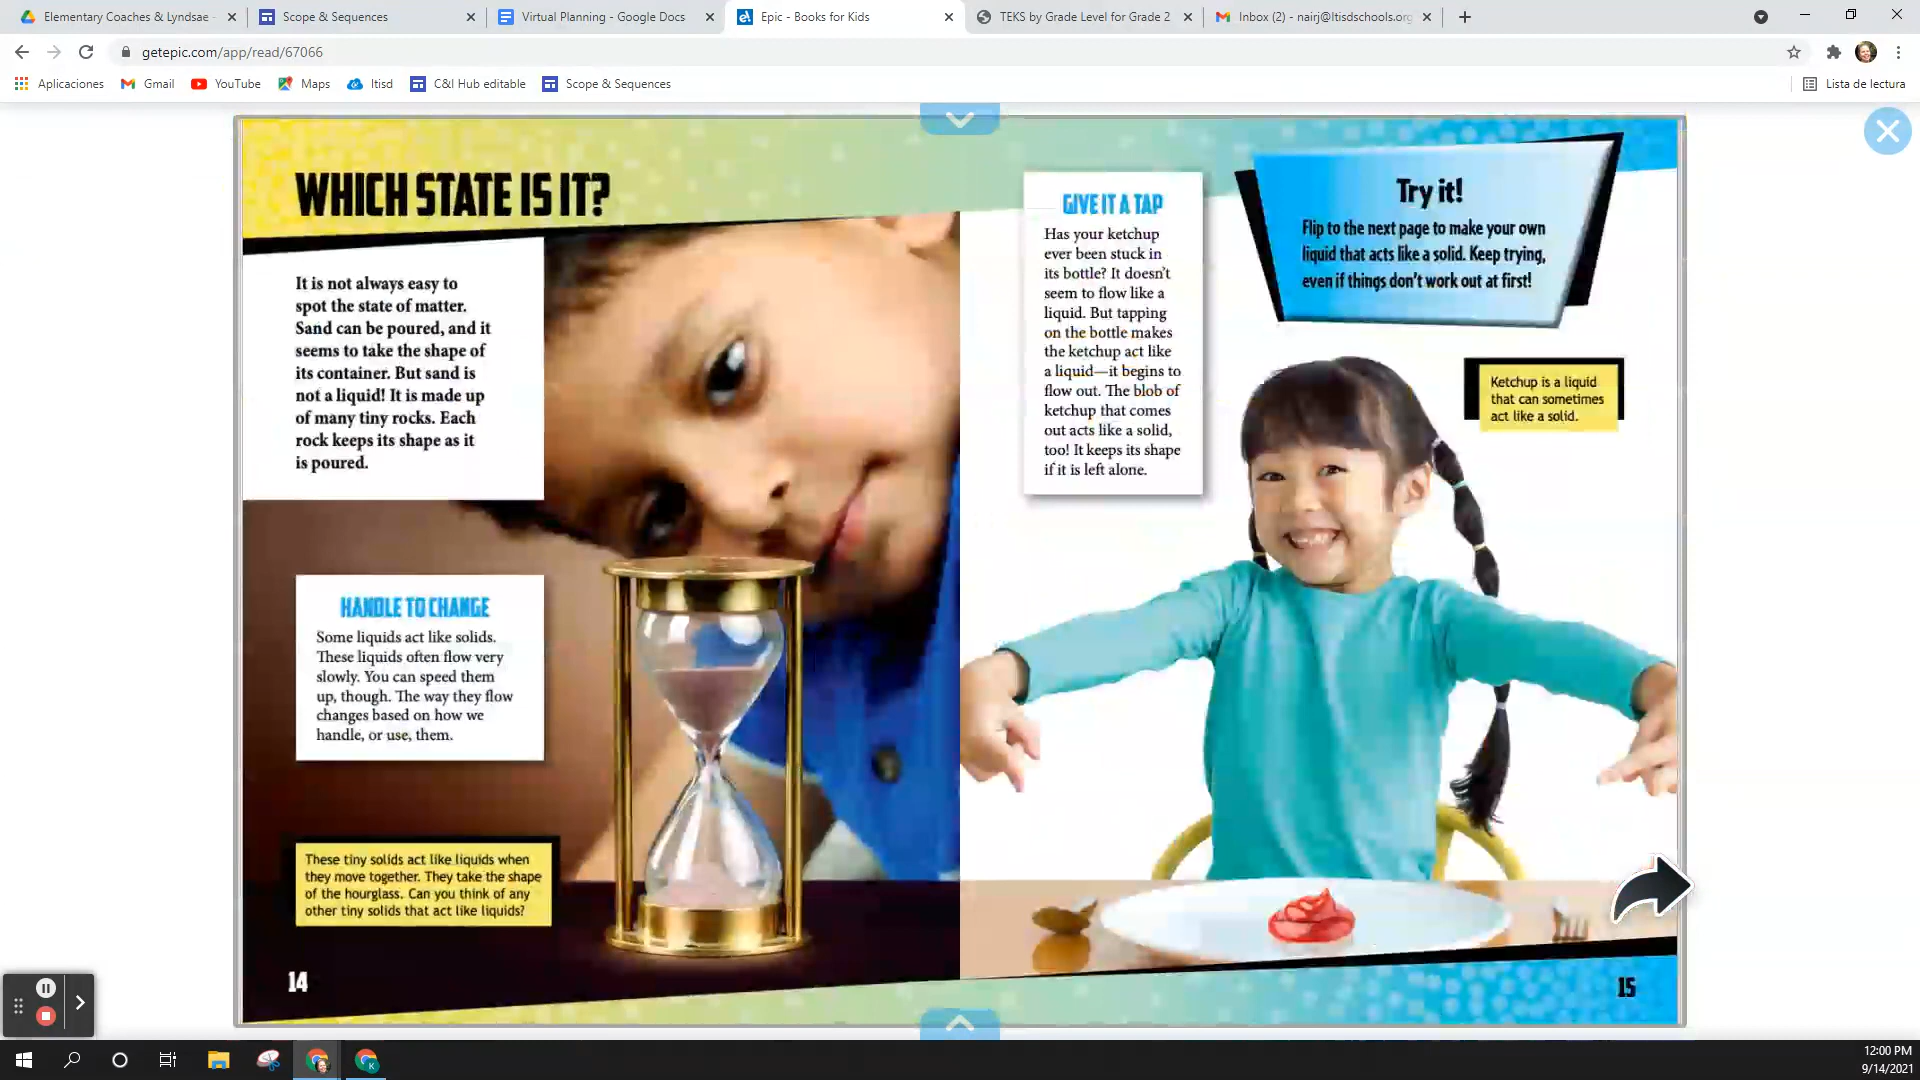 Elementary Coaches & Lyndsae -
Scope & Sequences
Virtual Planning - Google Docs
Epic - Books for Kids
TEKS by Grade Level for Grade 2
Inbox (2) - nairj@ltisdschools.org
getepic.com/app/read/67066
Aplicaciones
Gmail
YouTube
Maps
ltisd
C&I Hub editable
Scope & Sequences
Lista de lectura
WHICH STATE IS IT?
It is not always easy to
spot the state of matter.
Sand can be poured, and it
seems to take the shape of
its container. But sand is
not a liquid! It is made up
of many tiny rocks. Each
rock keeps its shape as it
is poured.
HANDLE TO CHANGE
Some liquids act like solids.
These liquids often flow very
slowly. You can speed them
up, though. The way they flow
changes based on how we
handle, or use, them.
These tiny solids act like liquids when
they move together. They take the shape
of the hourglass. Can you think of any
other tiny solids that act like liquids?
14
GIVE IT A TAP
Has your ketchup
ever been stuck in
its bottle? It doesn't
seem to flow like a
liquid. But tapping
on the bottle makes
the ketchup act like
a liquid—it begins to
flow out. The blob of
ketchup that comes
out acts like a solid,
too! It keeps its shape
if it is left alone.
Try it!
Flip to the next page to make your own
liquid that acts like a solid. Keep trying,
even if things don't work out at first!
Ketchup is a liquid
that can sometimes
act like a solid.
15
12:00 PM
9/14/2021